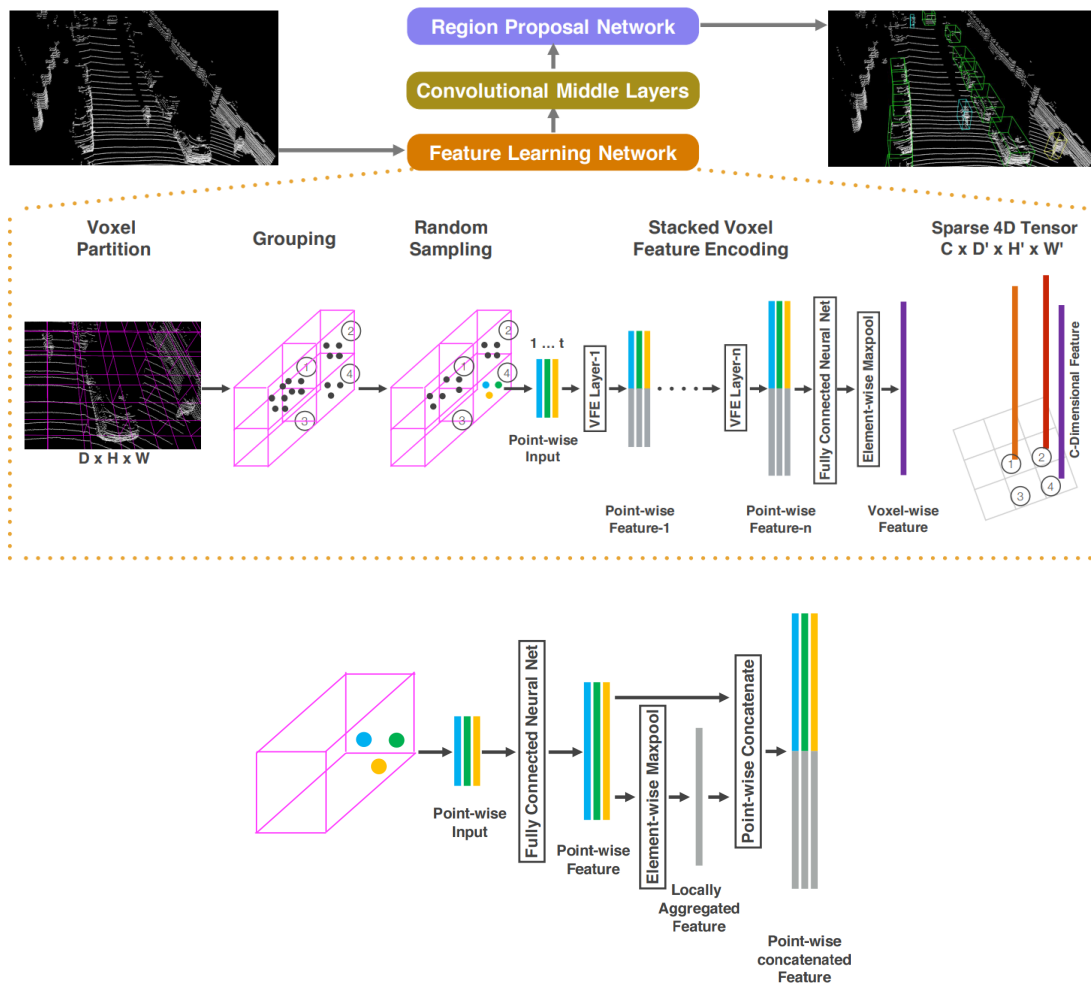 Region Proposal Network
Convolutional Middle Layers
Feature Learning Network
Voxel
Partition
Grouping
Random
Sampling
Stacked Voxel
Feature Encoding
Sparse 4D Tensor
C x D' x H' x W'
D x H x W
1
2
3
4
1
2
3
4
1 ... t
Point-wise
Input
VFE Layer-1
Point-wise
Feature-1
VFE Layer-n
Point-wise
Feature-n
Fully Connected Neural Net
Element-wise Maxpool
Voxel-wise
Feature
C-Dimensional Feature
1
2
3
4
Point-wise
Input
Fully Connected Neural Net
Point-wise
Feature
Element-wise Maxpool
Locally
Aggregated
Feature
Point-wise Concatenate
Point-wise
concatenated
Feature